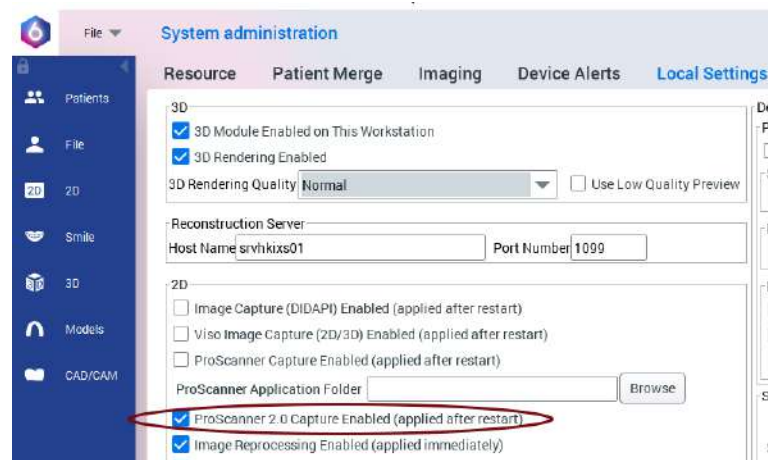 File
System administration
Resource Patient Merge Imaging Device Alerts Local Settings
Patients
File
2D 2D
Smile
3D
Models
CAD/CAM
3D
3D Module Enabled on This Workstation
3D Rendering Enabled
3D Rendering Quality Normal Use Low Quality Preview
Reconstruction Server
Host Name srvhkixs01 Port Number 1099
2D
Image Capture (DIDAPI) Enabled (applied after restart)
Viso Image Capture (2D/3D) Enabled (applied after restart)
ProScanner Capture Enabled (applied after restart)
ProScanner Application Folder Browse
ProScanner 2.0 Capture Enabled (applied after restart)
Image Reprocessing Enabled (applied immediately)